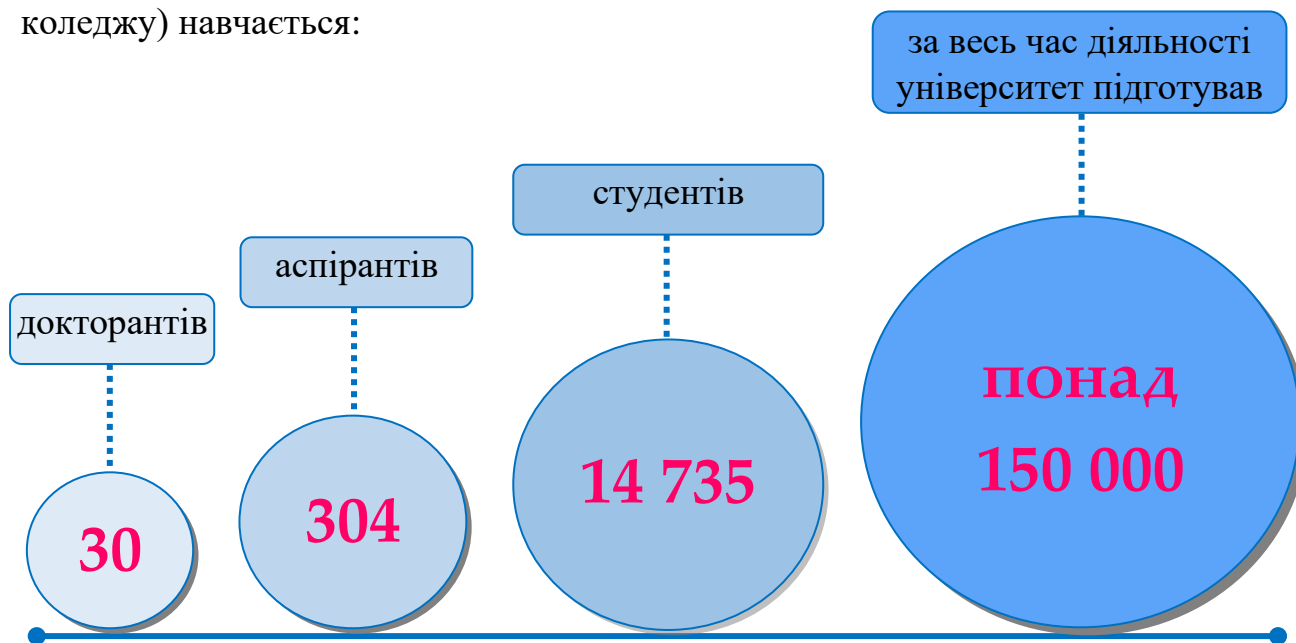 коледжу) навчається:
за весь час діяльності
університет підготував
студентів
аспірантів
докторантів
понад
150 000
14 735
304
30